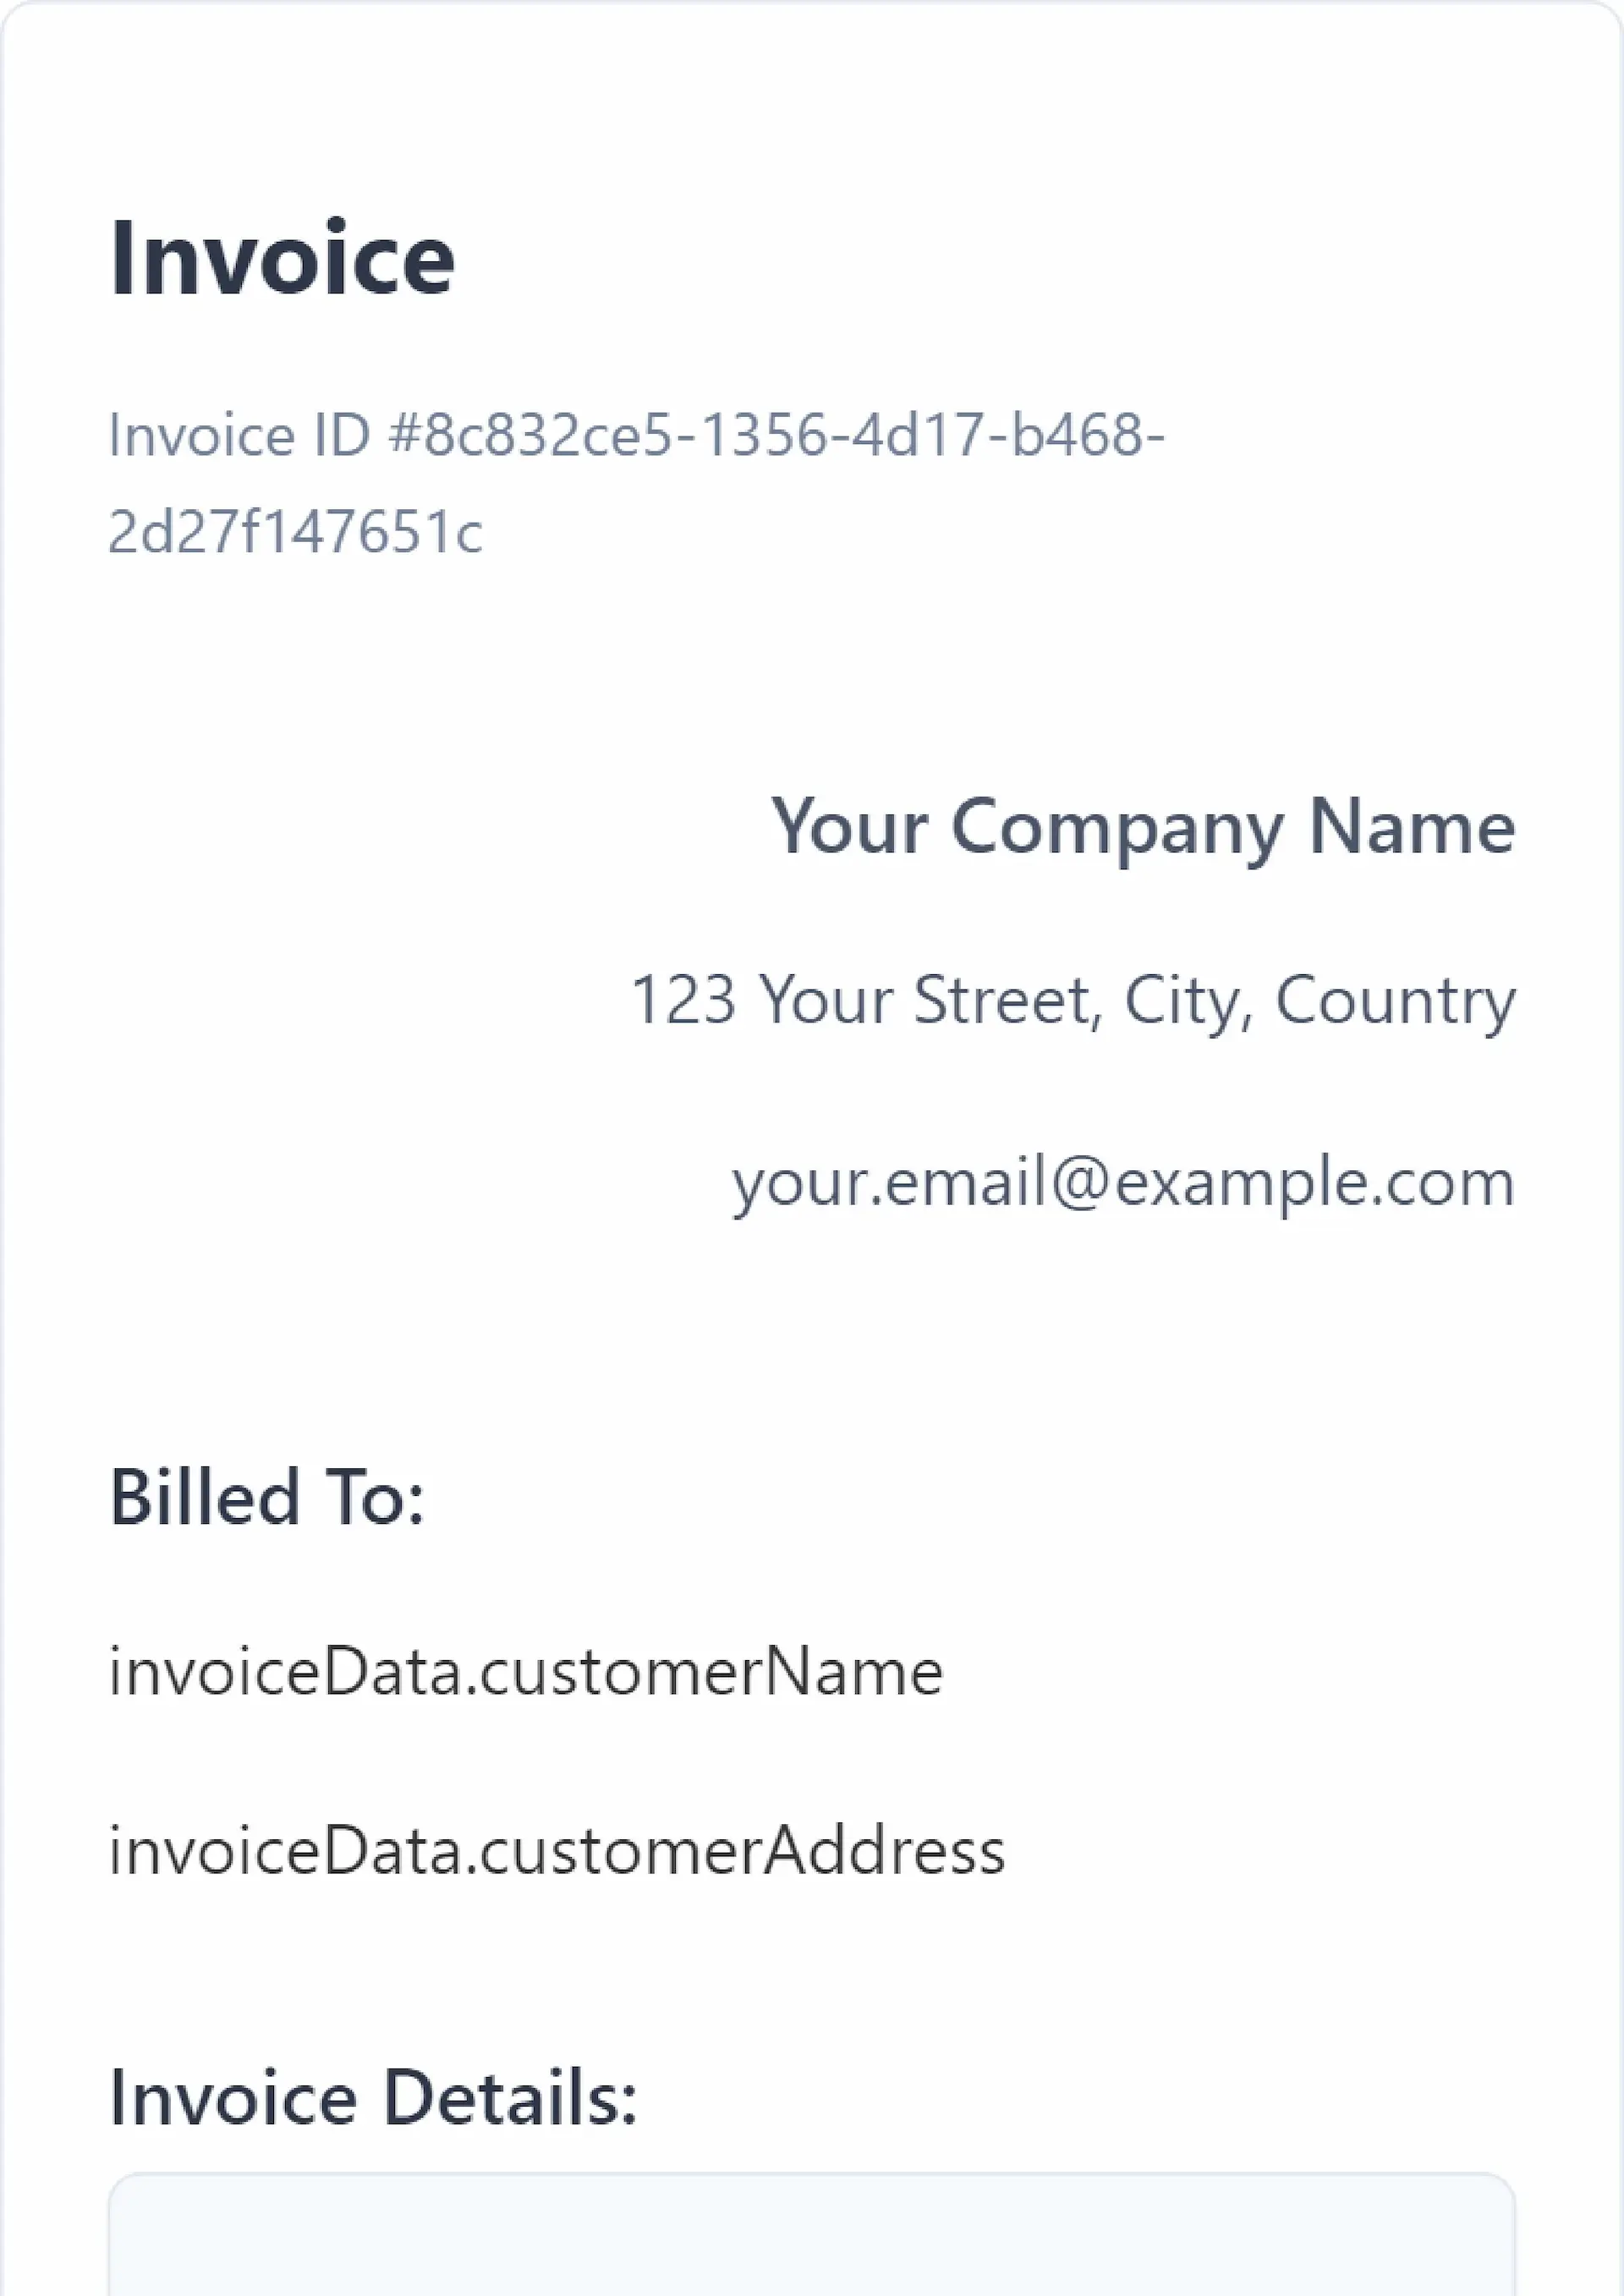 Invoice
Invoice ID #8c832ce5-1356-4d17-b468-
2d27f147651c
Your Company Name
123 Your Street, City, Country
your.email@example.com
Billed To:
invoiceData.customerName
invoiceData.customerAddress
Invoice Details: